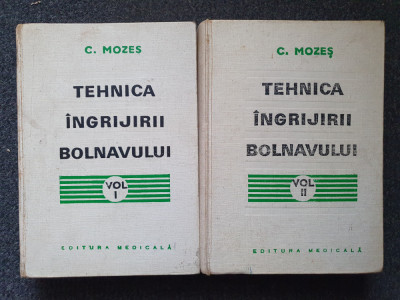 C. MOZES
TEHNICA
ÎNGRIJIRII
BOLNAVULUI
VOL
I
EDITURA MEDICALĂ
C. MOZEŞ
TEHNICA
ÎNGRIJIRII
BOLNAVULUI
VOL
II
EDITURA MEDICALĂ